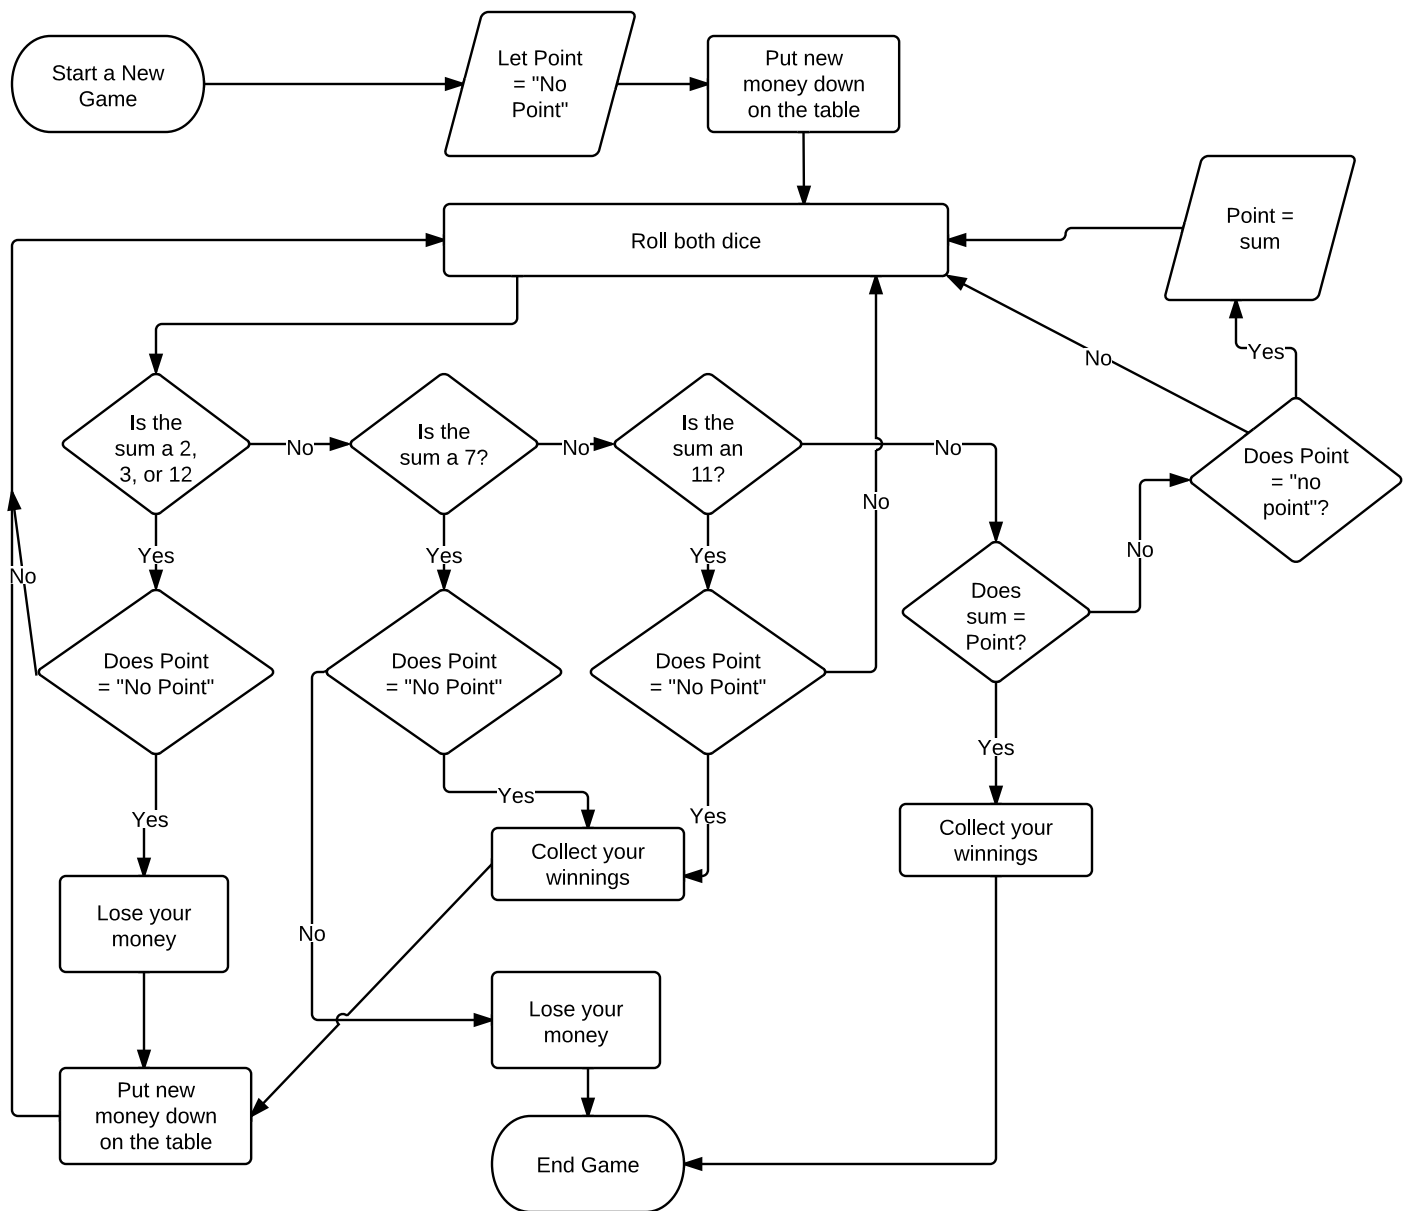 Start a New
Game
Let Point
= "No
Point"
Put new
money down
on the table
Roll both dice
Point =
sum
Yes
No
Does Point
= "no
point"?
Is the
sum a 2,
3, or 12
No
Is the
sum a 7?
No
Is the
sum an
11?
No
No
No
Yes
Yes
Yes
No
Does
sum =
Point?
Does Point
= "No Point"
Does Point
= "No Point"
Does Point
= "No Point"
Yes
Yes
Yes
Yes
Collect your
winnings
Collect your
winnings
Lose your
money
No
Lose your
money
Put new
money down
on the table
End Game